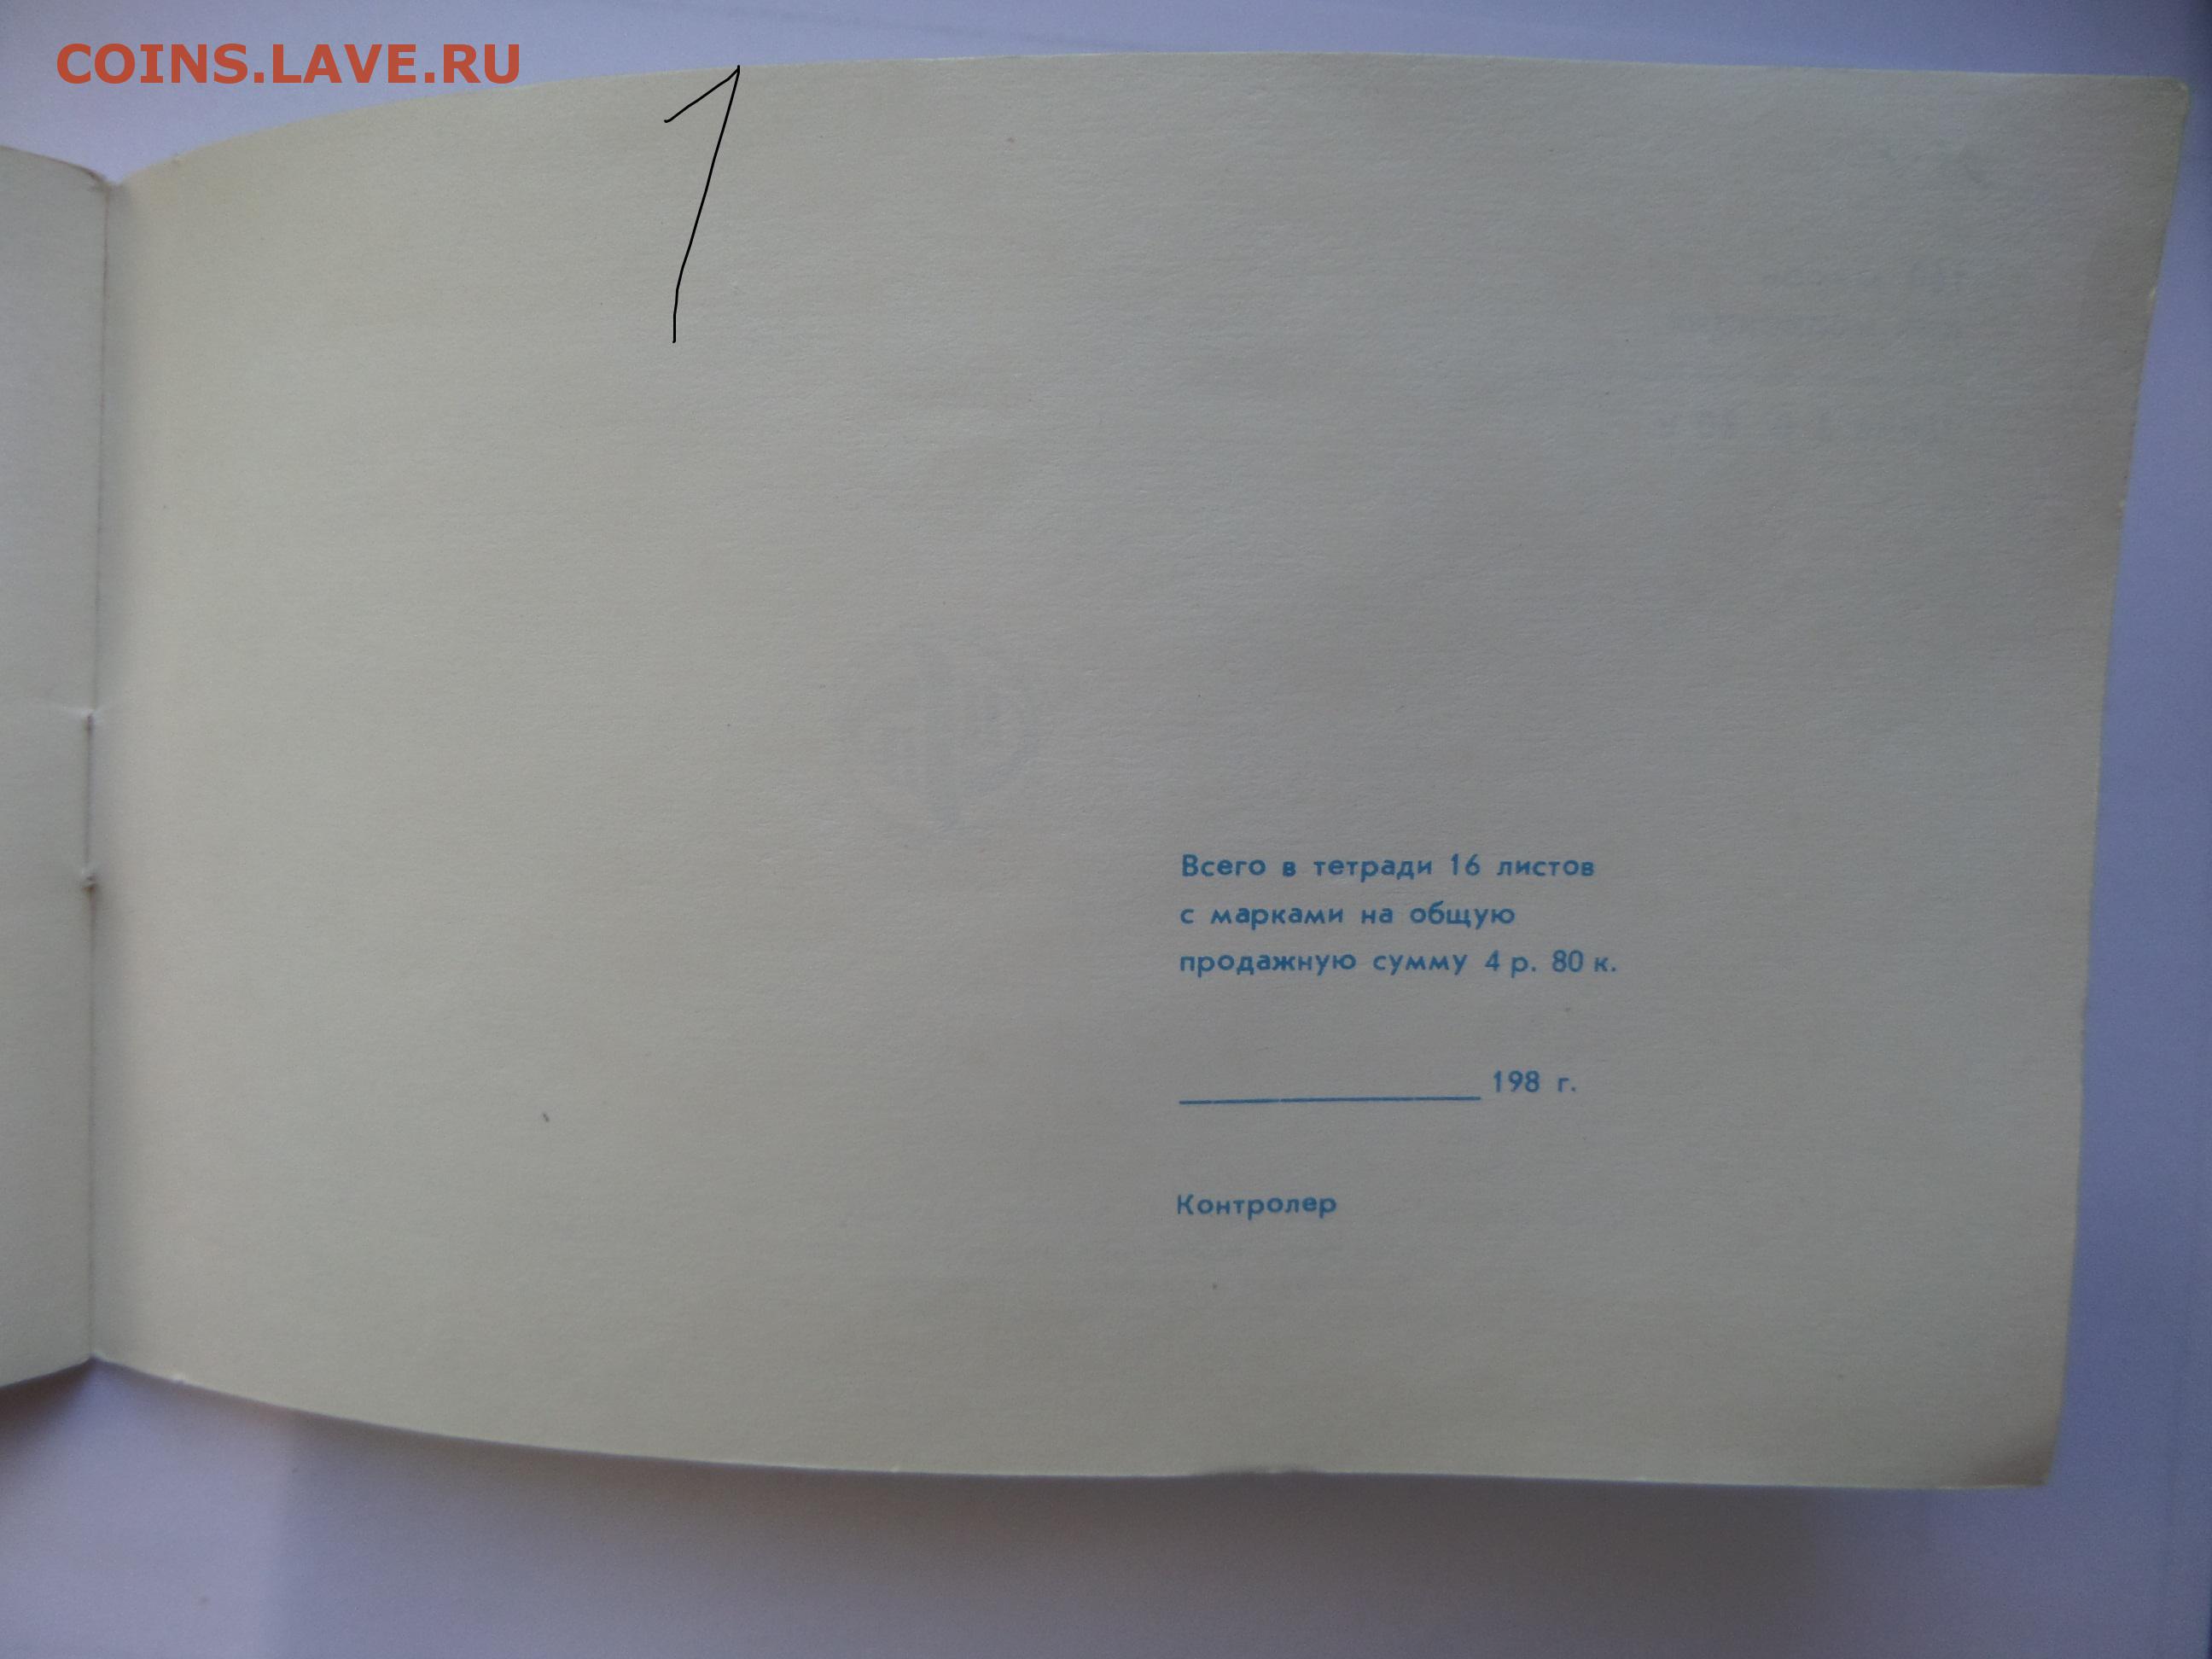 COINS.LAVE.RU
1
Всего в тетради 16 листов
с марками на общую
продажную сумму 4 р. 80 к.
198 г.
Контролер